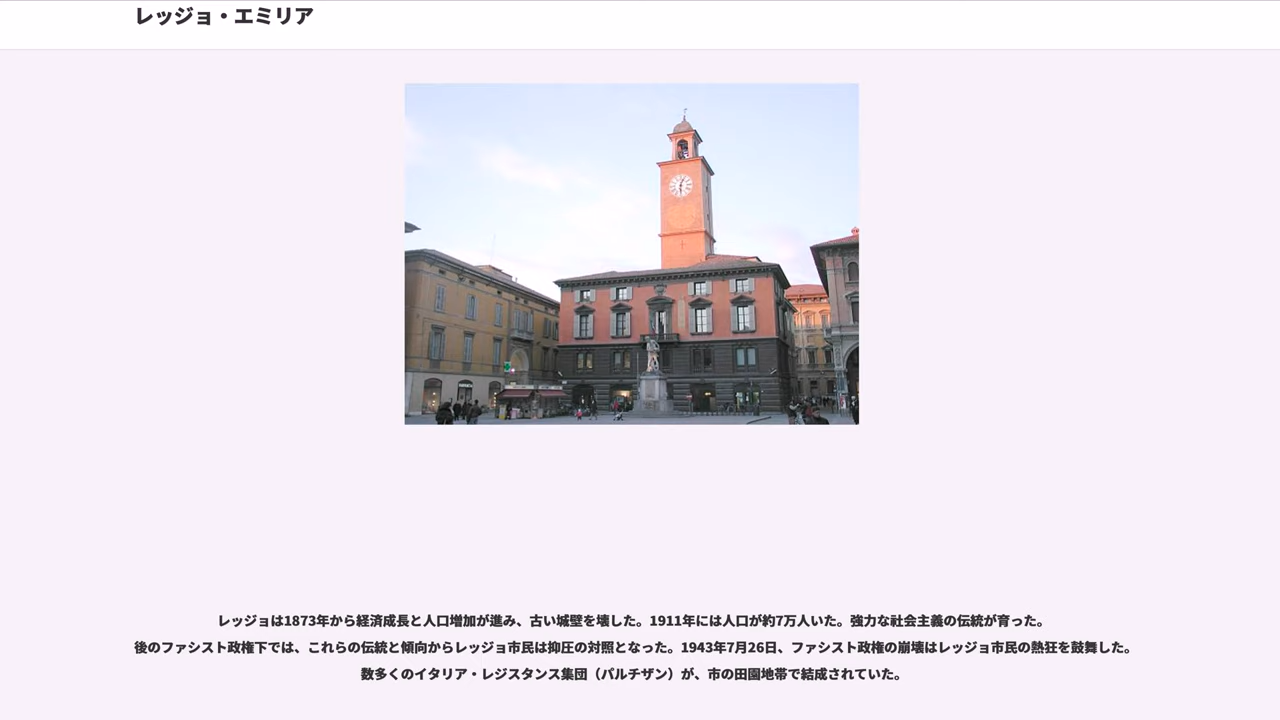 レッジョ・エミリア
レッジョは1873年から経済成長と人口増加が進み、古い城壁を壊した。1911年には人口が約7万人いた。強力な社会主義の伝統が育った。
後のファシスト政権下では、これらの伝統と傾向からレッジョ市民は抑圧の対照となった。1943年7月26日、ファシスト政権の崩壊はレッジョ市民の熱狂を鼓舞した。
数多くのイタリア・レジスタンス集団（パルチザン）が、市の田園地帯で結成されていた。